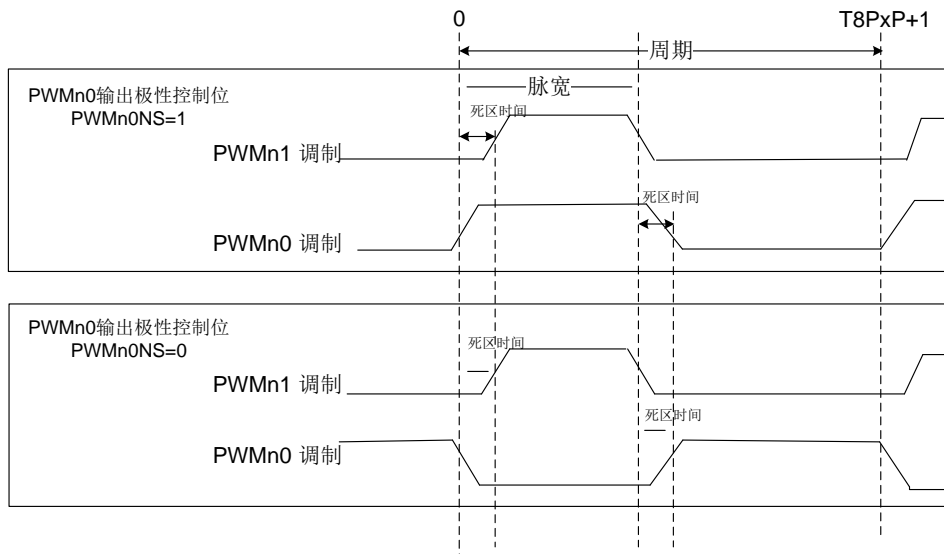 0
T8PxP+1
周期
PWMn0输出极性控制位
PWMn0NS=1
脉宽
死区时间
PWMn1 调制
死区时间
PWMn0 调制
PWMn0输出极性控制位
PWMn0NS=0
死区时间
PWMn1 调制
死区时间
PWMn0 调制